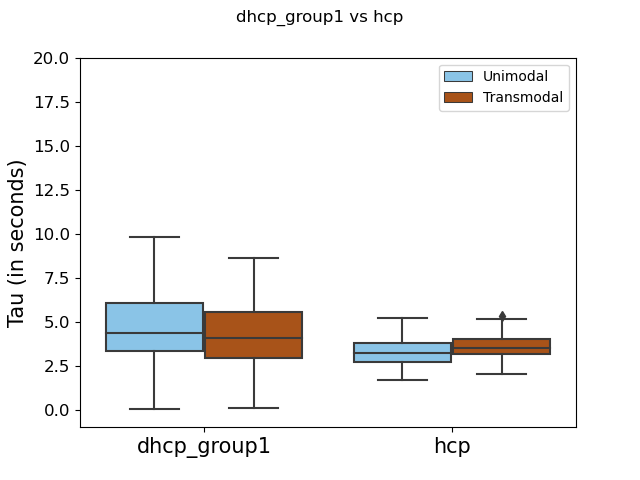 dhcp_group1 vs hcp
20.0
17.5
15.0
12.5
10.0
7.5
5.0
2.5
0.0
Tau (in seconds)
Unimodal
Transmodal
dhcp_group1
hcp